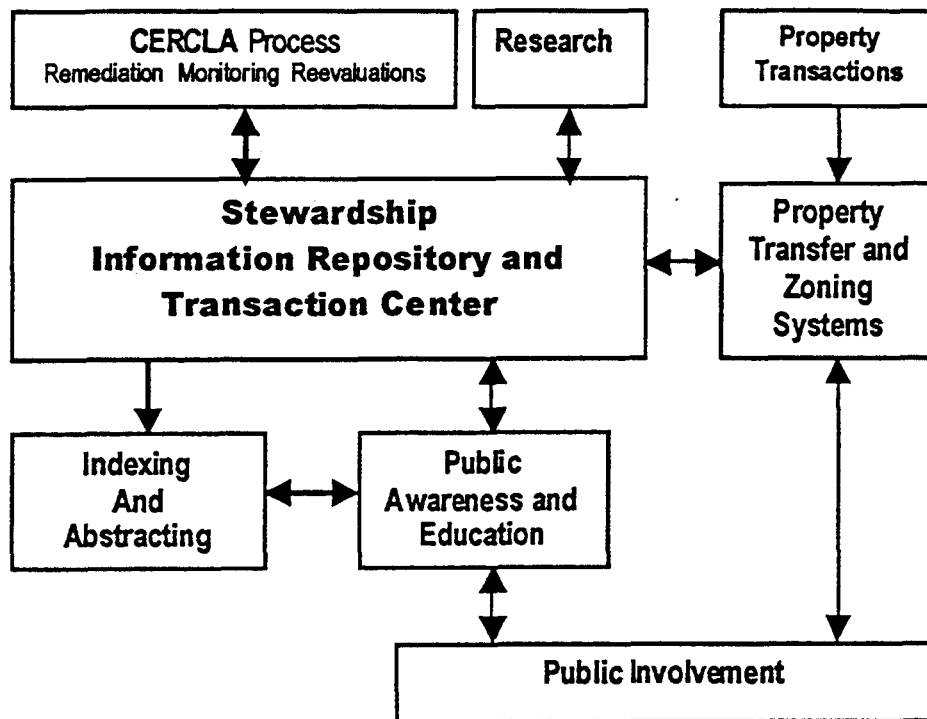 CERCLA Process
Remediation Monitoring Reevaluations
Research
Property
Transactions
Stewardship
Information Repository and
Transaction Center
Property
Transfer and
Zoning
Systems
Indexing
And
Abstracting
Public
Awareness and
Education
Public Involvement